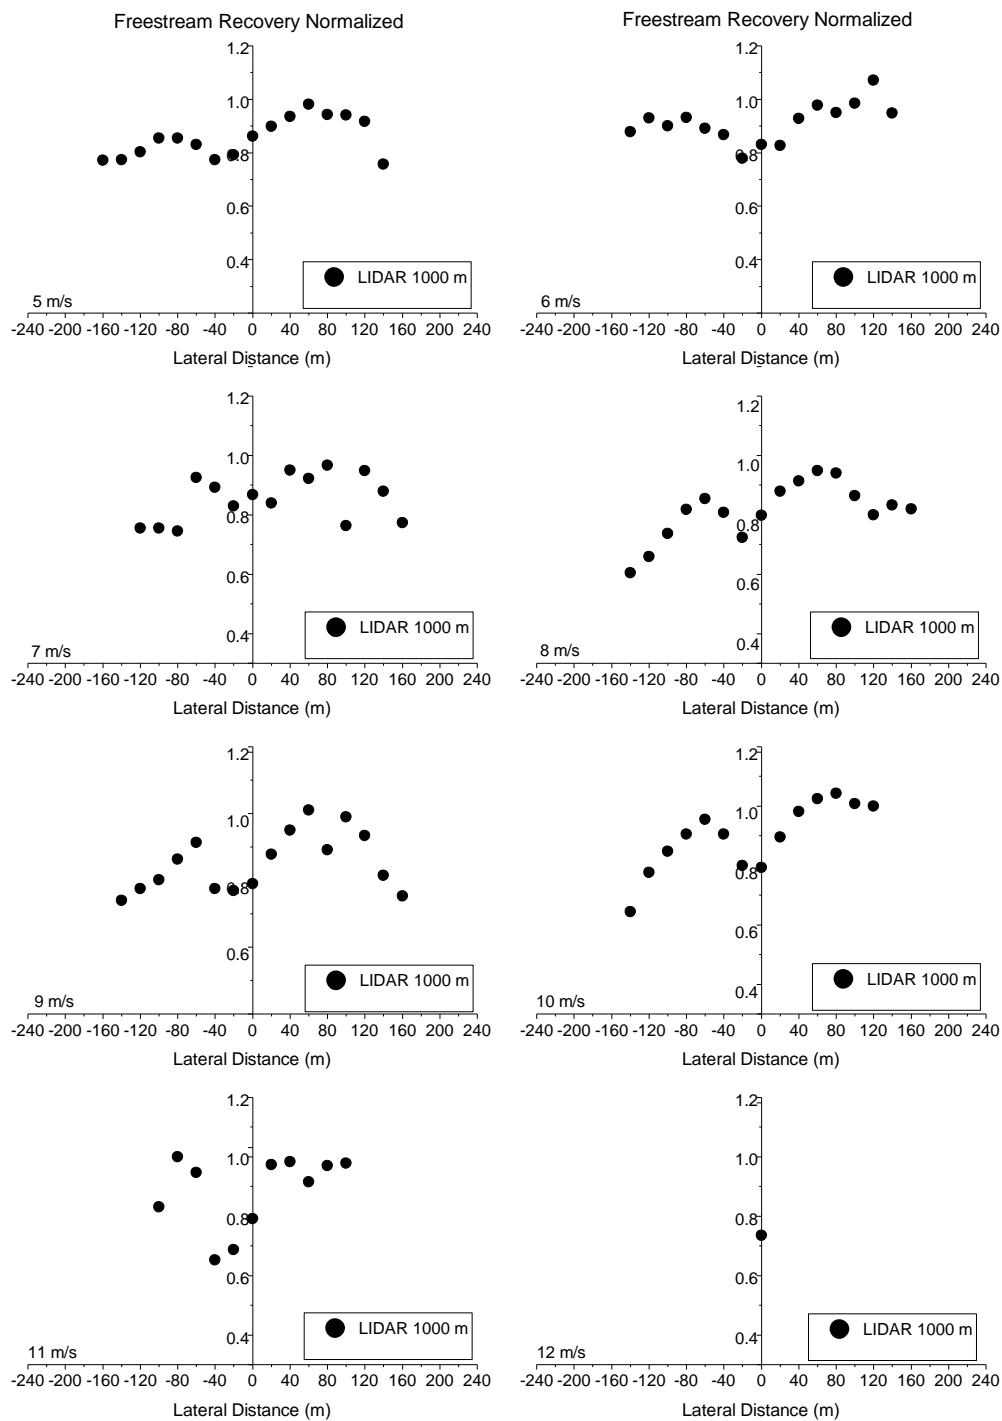 Freestream Recovery Normalized
1.2
1.0
0.8
0.6
0.4
LIDAR 1000 m
5 m/s
-240 -200 -160 -120 -80 -40 0 40 80 120 160 200 240
Lateral Distance (m)
Freestream Recovery Normalized
1.2
1.0
0.8
0.6
0.4
LIDAR 1000 m
6 m/s
-240 -200 -160 -120 -80 -40 0 40 80 120 160 200 240
Lateral Distance (m)
1.2
1.0
0.8
0.6
0.4
LIDAR 1000 m
7 m/s
-240 -200 -160 -120 -80 -40 0 40 80 120 160 200 240
Lateral Distance (m)
1.2
1.0
0.8
0.6
0.4
LIDAR 1000 m
8 m/s
-240 -200 -160 -120 -80 -40 0 40 80 120 160 200 240
Lateral Distance (m)
1.2
1.0
0.8
0.6
LIDAR 1000 m
9 m/s
-240 -200 -160 -120 -80 -40 0 40 80 120 160 200 240
Lateral Distance (m)
1.2
1.0
0.8
0.6
0.4
LIDAR 1000 m
10 m/s
-240 -200 -160 -120 -80 -40 0 40 80 120 160 200 240
Lateral Distance (m)
1.2
1.0
0.8
0.6
0.4
LIDAR 1000 m
11 m/s
-240 -200 -160 -120 -80 -40 0 40 80 120 160 200 240
Lateral Distance (m)
1.2
1.0
0.8
0.6
0.4
LIDAR 1000 m
12 m/s
-240 -200 -160 -120 -80 -40 0 40 80 120 160 200 240
Lateral Distance (m)